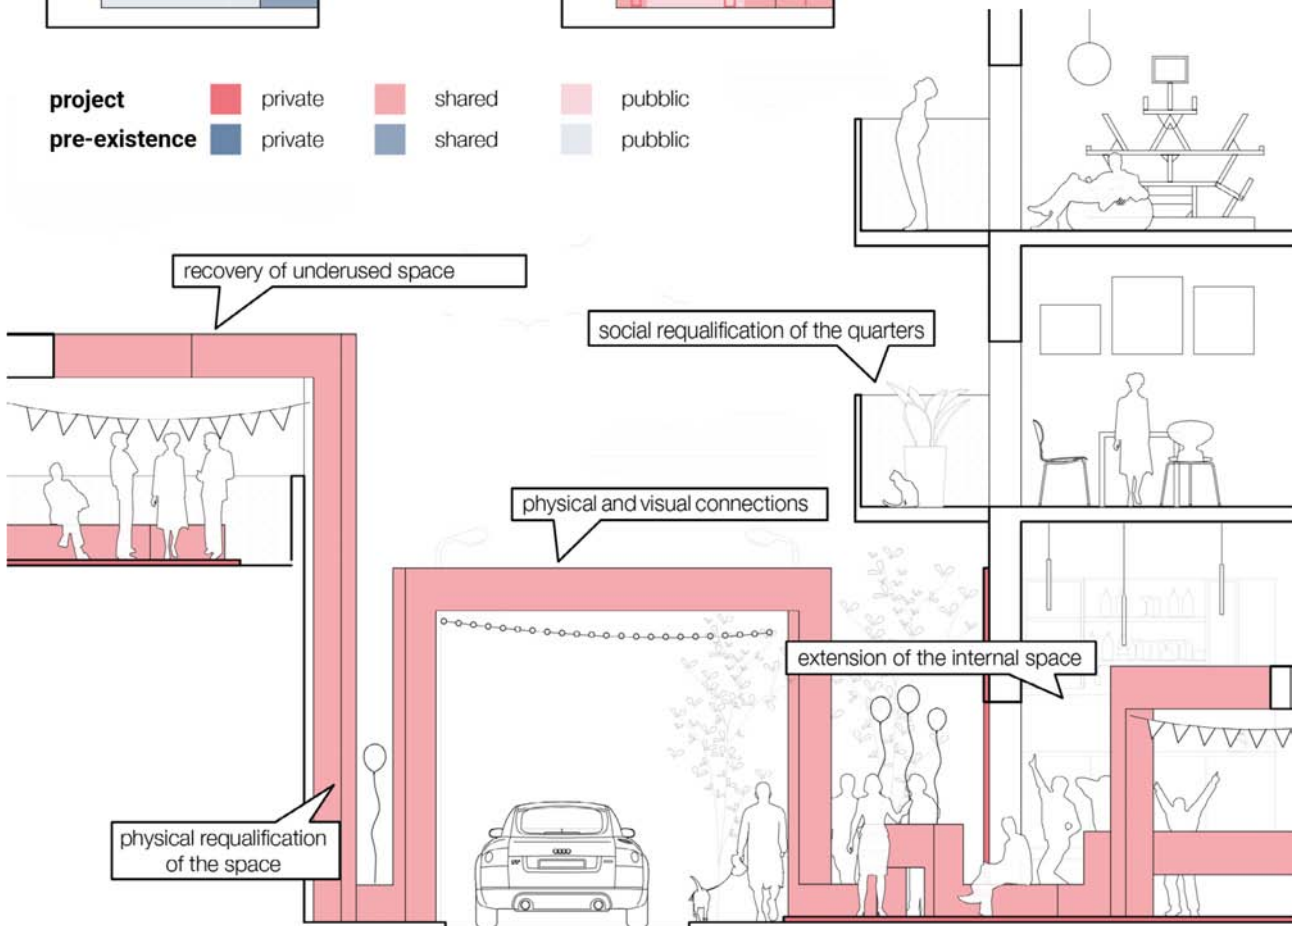 project private shared pubblic
pre-existence private shared pubblic
recovery of underused space
social requalification of the quarters
physical and visual connections
extension of the internal space
physical requalification
of the space